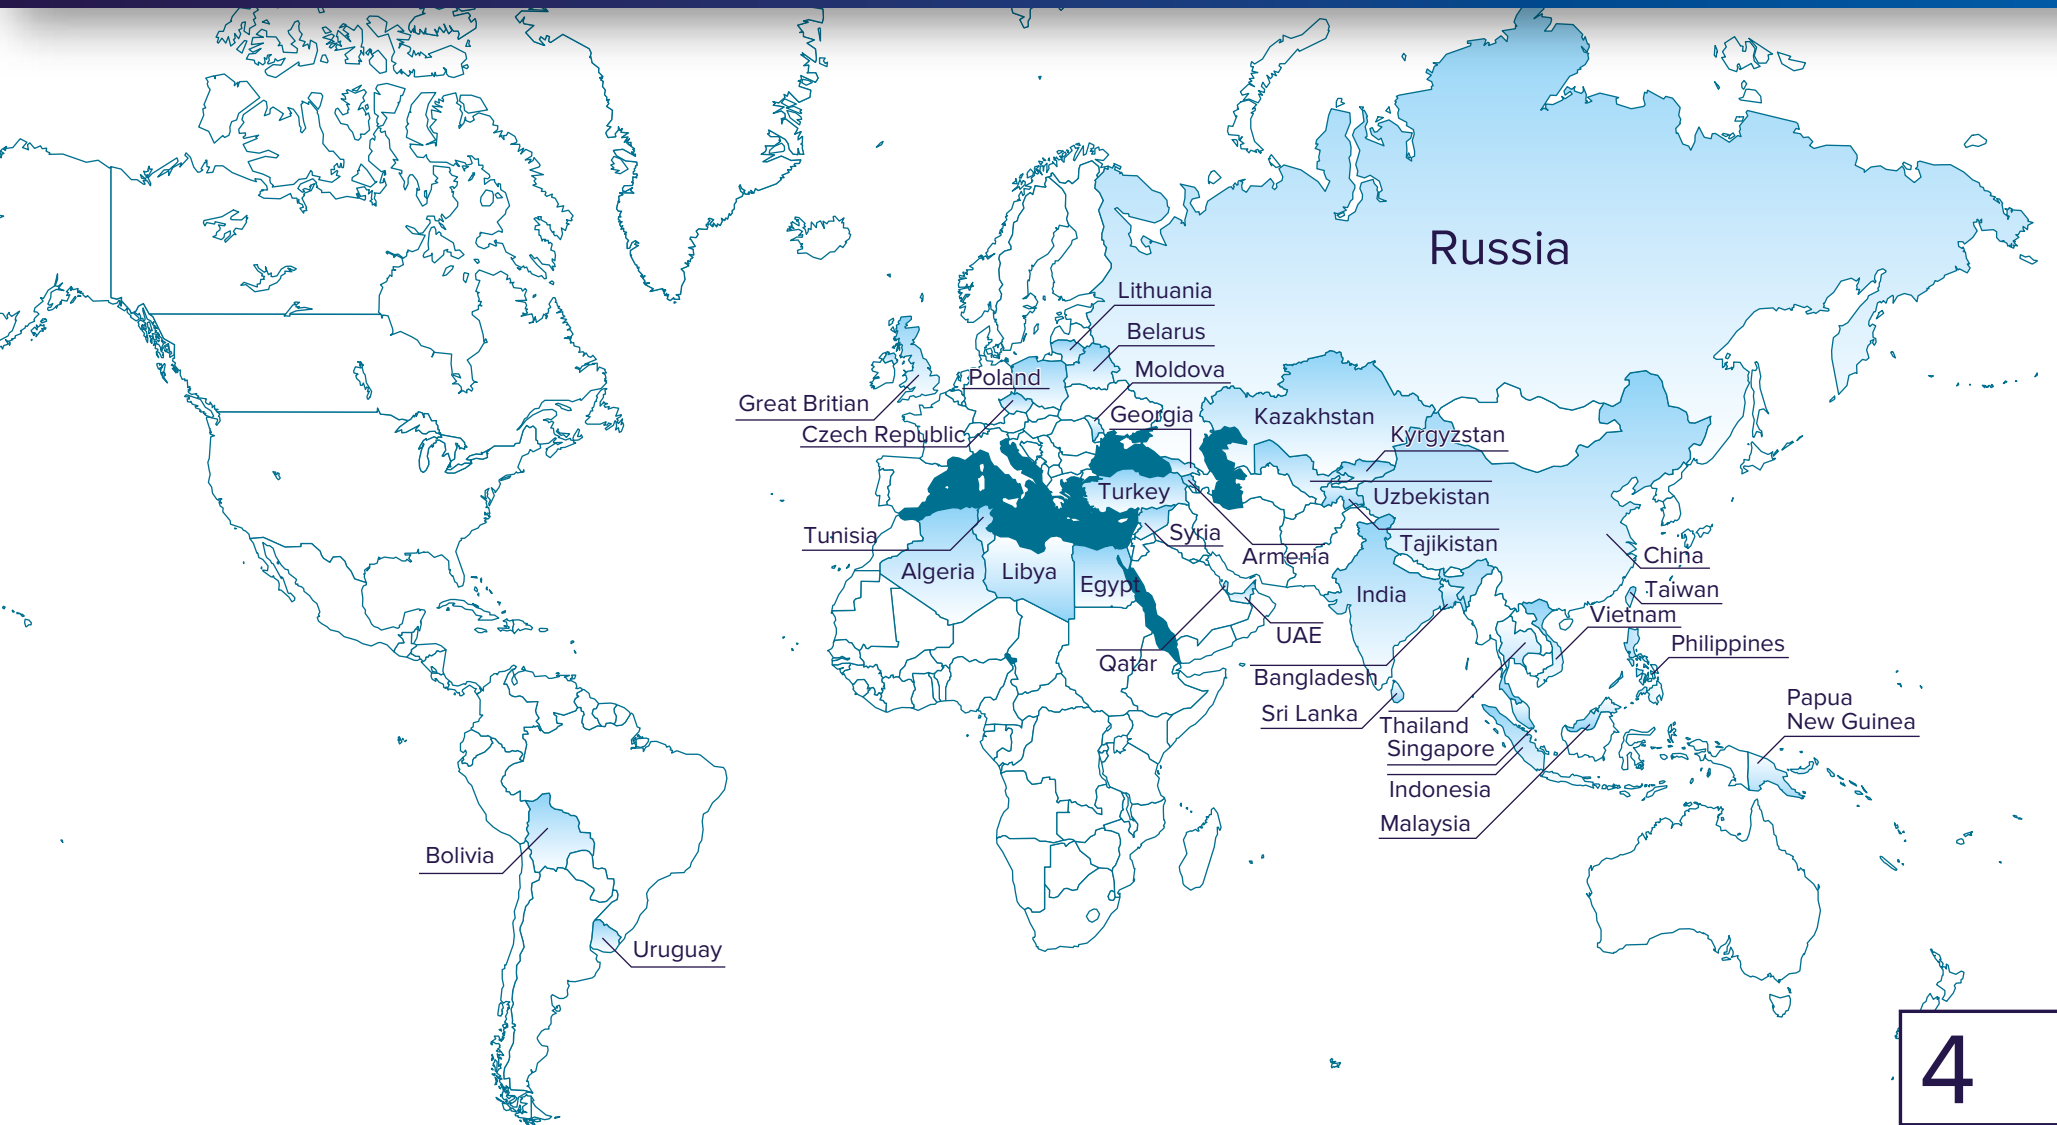 Russia
Lithuania
Belarus
Moldova
Poland
Great Britian
Georgia
Kazakhstan
Czech Republic
Kyrgyzstan
Turkey
Uzbekistan
Tunisia
Syria
Armenia
Tajikistan
China
Algeria
Libya
Egypt
India
Taiwan
Vietnam
UAE
Qatar
Philippines
Bangladesh
Sri Lanka
Papua
New Guinea
Thailand
Singapore
Indonesia
Malaysia
Bolivia
Uruguay
4